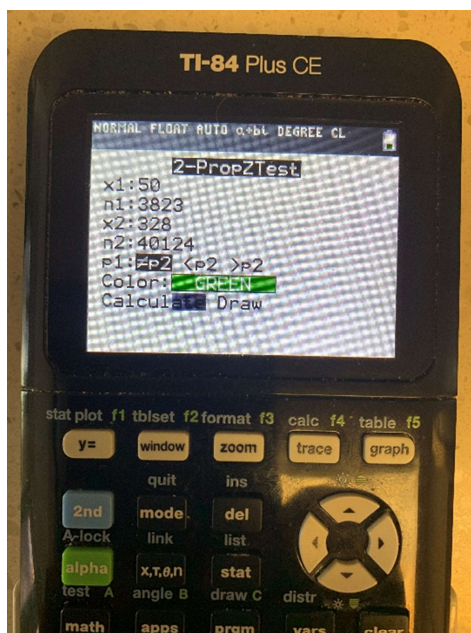 TI-84 Plus CE
NORMAL FLOAT AUTO a+bi DEGREE CL
2-PropZTest
x1:50
n1:3823
x2:328
n2:40124
p1:≠p2 <p2 >p2
Color: GREEN
Calculate Draw
stat plot f1 tblset f2 format f3 calc f4 table f5
y= window zoom trace graph
quit ins
2nd mode del
A-lock link list
alpha X,T,θ,n stat
test A angle B draw C distr
math apps prgm vars clear